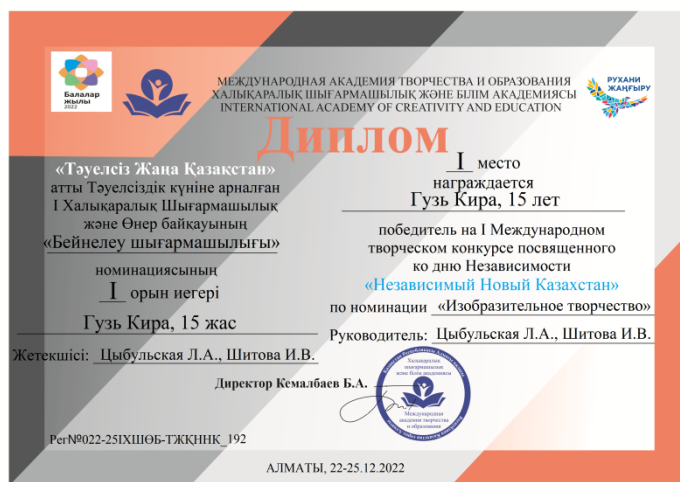 Балалар
жылы
2022
МЕЖДУНАРОДНАЯ АКАДЕМИЯ ТВОРЧЕСТВА И ОБРАЗОВАНИЯ
ХАЛЫҚАРАЛЫҚ ШЫҒАРМАШЫЛЫҚ ЖӘНЕ БІЛІМ АКАДЕМИЯСЫ
INTERNATIONAL ACADEMY OF CREATIVITY AND EDUCATION
РУХАНИ
ЖАҢҒЫРУ
Диплом
«Тәуелсіз Жаңа Қазақстан»
атты Тәуелсіздік күніне арналған
I Халықаралық Шығармашылық
және Өнер байқауының
«Бейнелеу шығармашылығы»
номинациясының
I орын иегері
Гузь Кира, 15 жас
Жетекшісі: Цыбульская Л.А., Шитова И.В.
I место
награждается
Гузь Кира, 15 лет
победитель на I Международном
творческом конкурсе посвященного
ко дню Независимости
«Независимый Новый Казахстан»
по номинации «Изобразительное творчество»
Руководитель: Цыбульская Л.А., Шитова И.В.
Директор Кемалбаев Б.А.
Халықаралық
шығармашылық
және білім академиясы
Международная
академия творчества
и образования
Рег№022-25IХШӨБ-ТЖҚННК_192
АЛМАТЫ, 22-25.12.2022